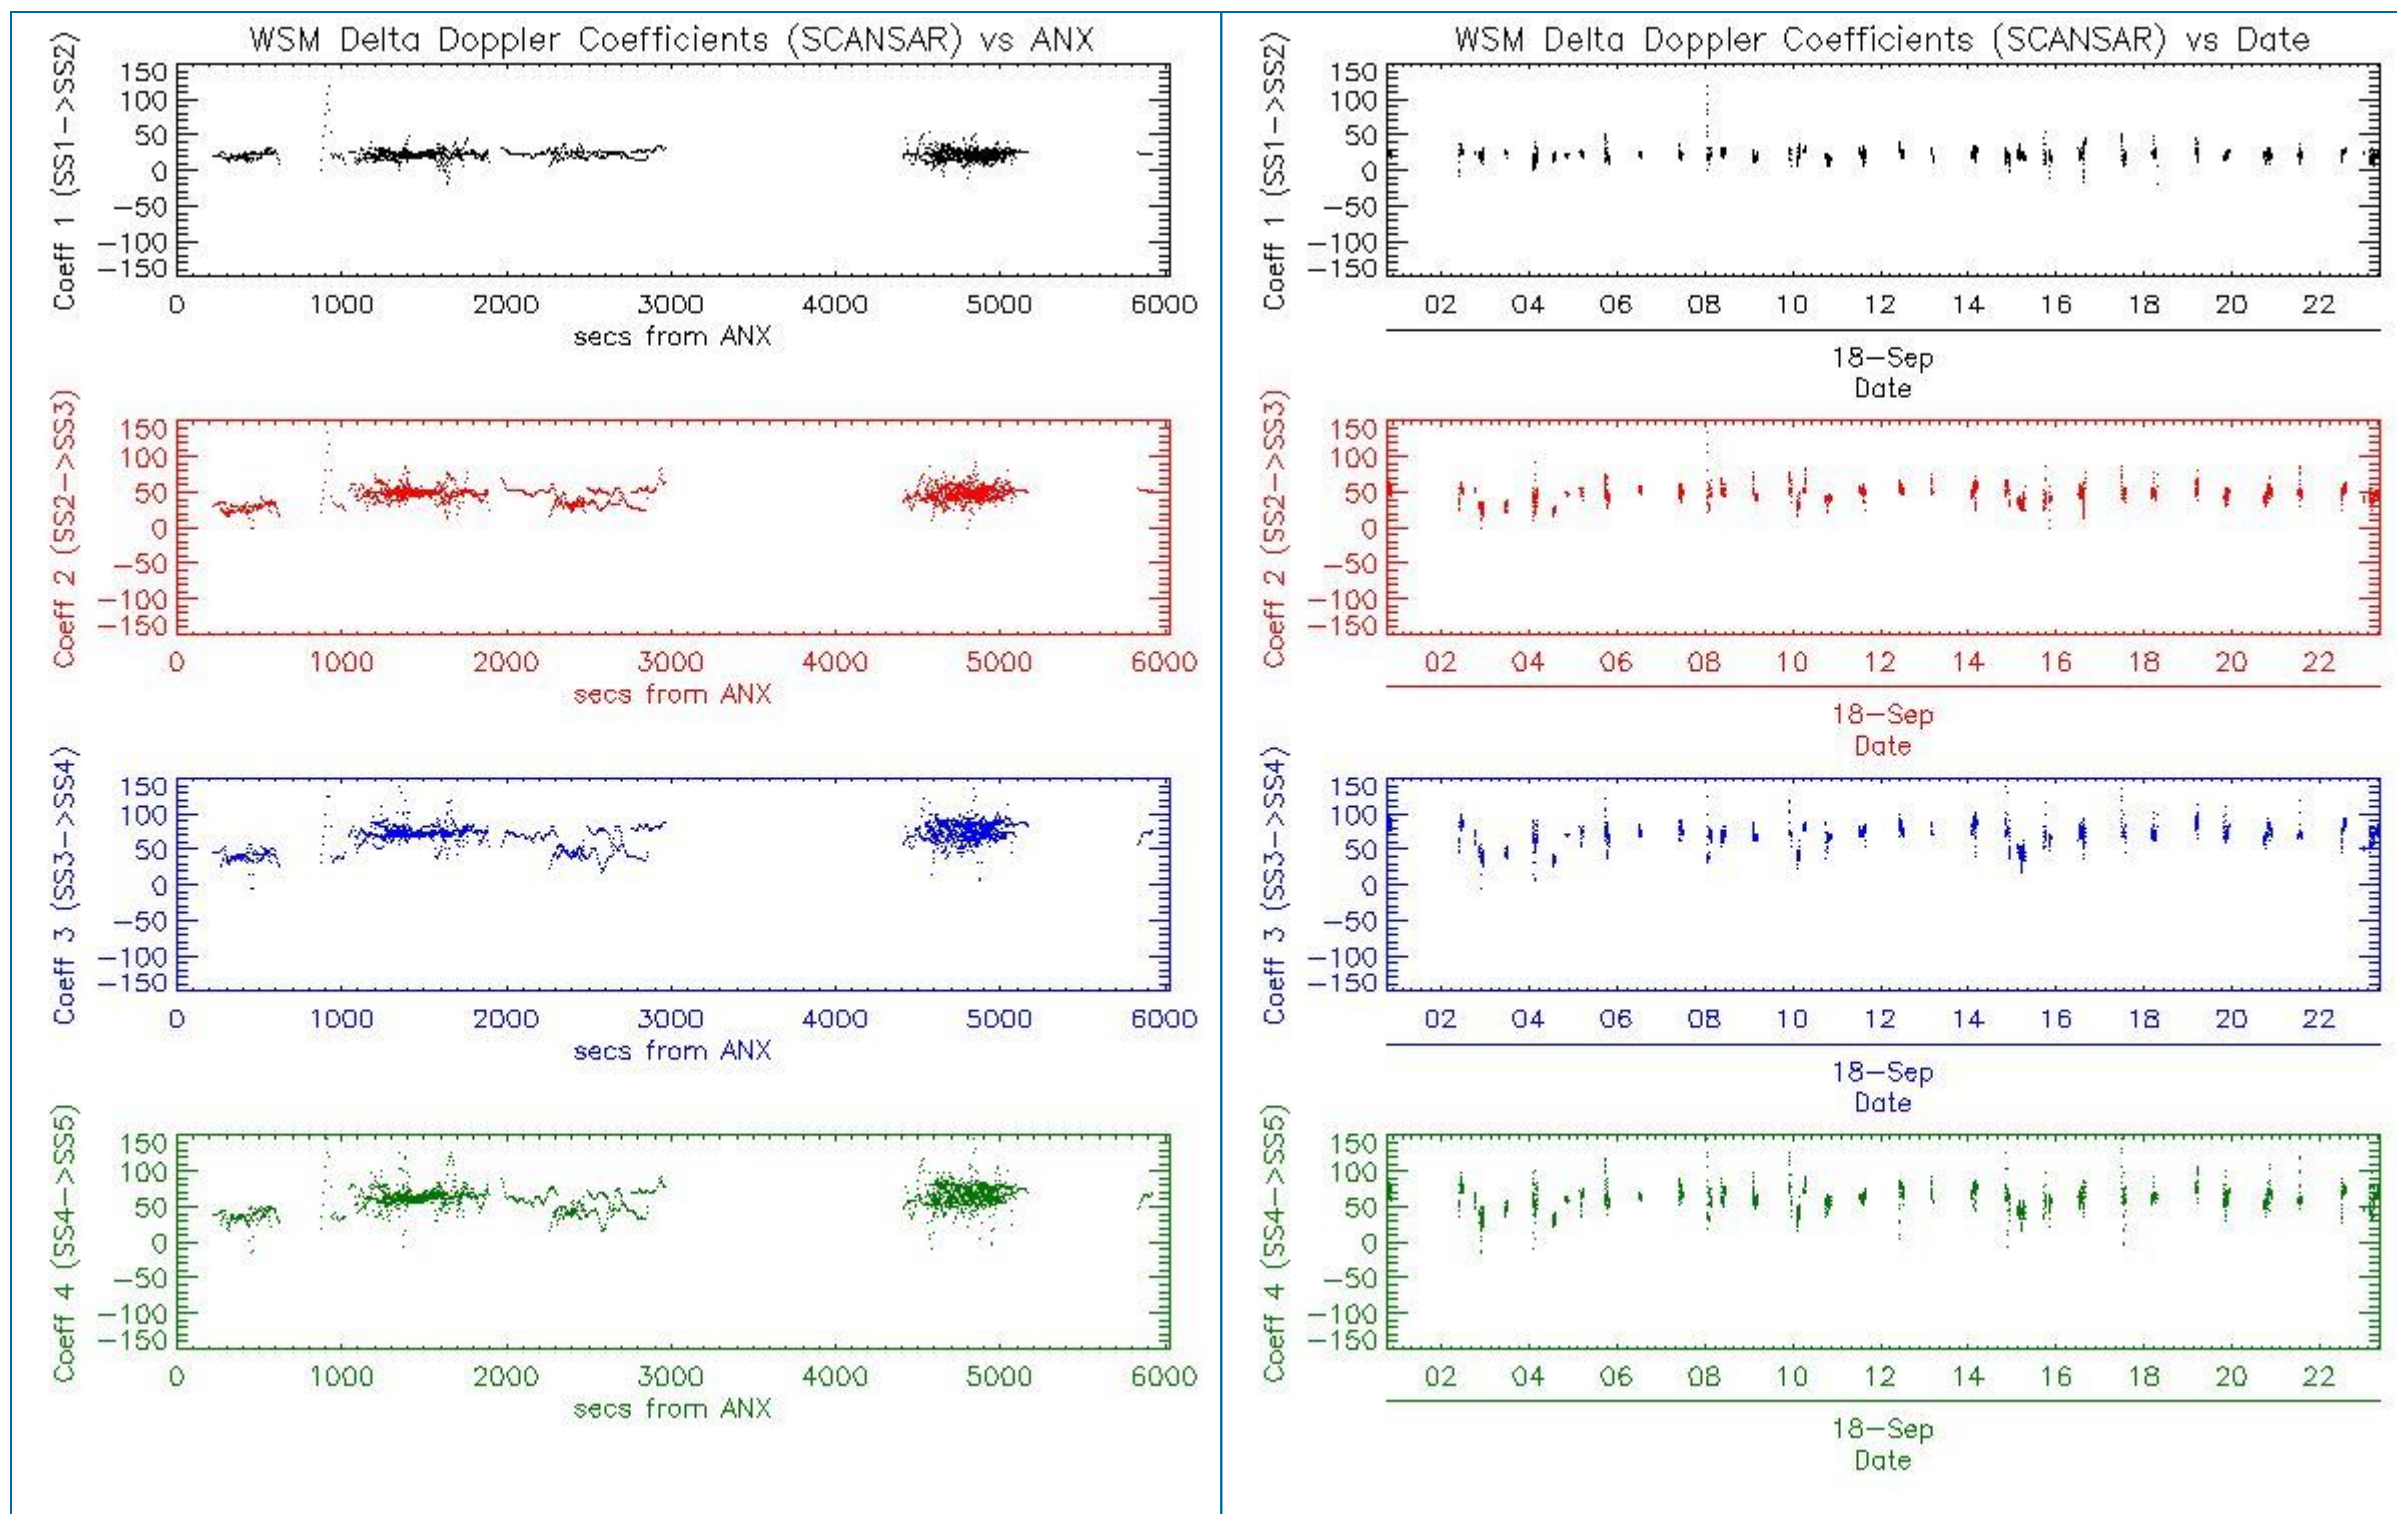 WSM Delta Doppler Coefficients (SCANSAR) vs ANX
Coeff 1 (SS1->SS2)
150
100
50
0
-50
-100
-150
0 1000 2000 3000 4000 5000 6000
secs from ANX
Coeff 2 (SS2->SS3)
150
100
50
0
-50
-100
-150
0 1000 2000 3000 4000 5000 6000
secs from ANX
Coeff 3 (SS3->SS4)
150
100
50
0
-50
-100
-150
0 1000 2000 3000 4000 5000 6000
secs from ANX
Coeff 4 (SS4->SS5)
150
100
50
0
-50
-100
-150
0 1000 2000 3000 4000 5000 6000
secs from ANX
WSM Delta Doppler Coefficients (SCANSAR) vs Date
Coeff 1 (SS1->SS2)
150
100
50
0
-50
-100
-150
02 04 06 08 10 12 14 16 18 20 22
18-Sep
Date
Coeff 2 (SS2->SS3)
150
100
50
0
-50
-100
-150
02 04 06 08 10 12 14 16 18 20 22
18-Sep
Date
Coeff 3 (SS3->SS4)
150
100
50
0
-50
-100
-150
02 04 06 08 10 12 14 16 18 20 22
18-Sep
Date
Coeff 4 (SS4->SS5)
150
100
50
0
-50
-100
-150
02 04 06 08 10 12 14 16 18 20 22
18-Sep
Date